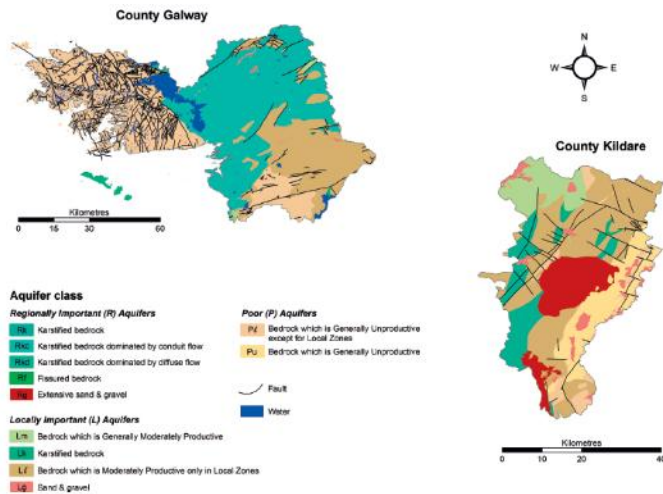 County Galway
N
W E
S
County Kildare
Kilometres
0 15 30 60
Aquifer class
Regionally Important (R) Aquifers
Rk Karstified bedrock
Rkc Karstified bedrock dominated by conduit flow
Rkd Karstified bedrock dominated by diffuse flow
Rf Fissured bedrock
Rg Extensive sand & gravel
Locally Important (L) Aquifers
Lm Bedrock which is Generally Moderately Productive
Lk Karstified bedrock
Ll Bedrock which is Moderately Productive only in Local Zones
Lg Sand & gravel
Poor (P) Aquifers
Pl Bedrock which is Generally Unproductive
except for Local Zones
Pu Bedrock which is Generally Unproductive
Fault
Water
Kilometres
0 10 20 40